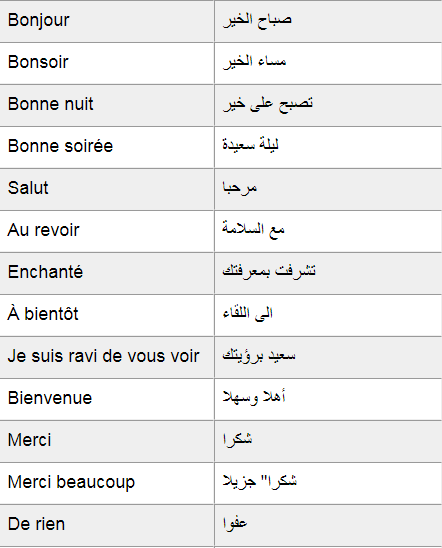 Bonjour صباح الخير
Bonsoir مساء الخير
Bonne nuit تصبح على خير
Bonne soirée ليلة سعيدة
Salut مرحبا
Au revoir مع السلامة
Enchanté تشرفت بمعرفتك
À bientôt الى اللقاء
Je suis ravi de vous voir سعيد برؤيتك
Bienvenue أهلا وسهلا
Merci شكرا
Merci beaucoup شكرا" جزيلا
De rien عفوا